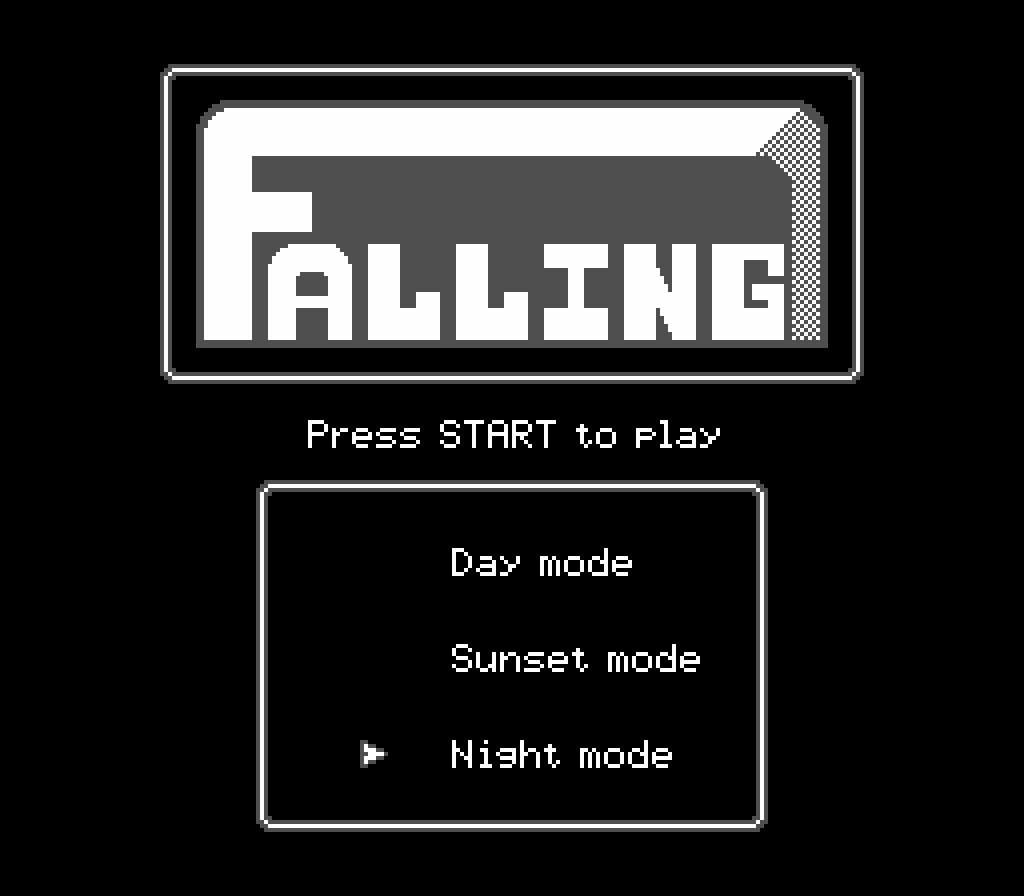 FALLING
Press START to play
Day mode
Sunset mode
Night mode